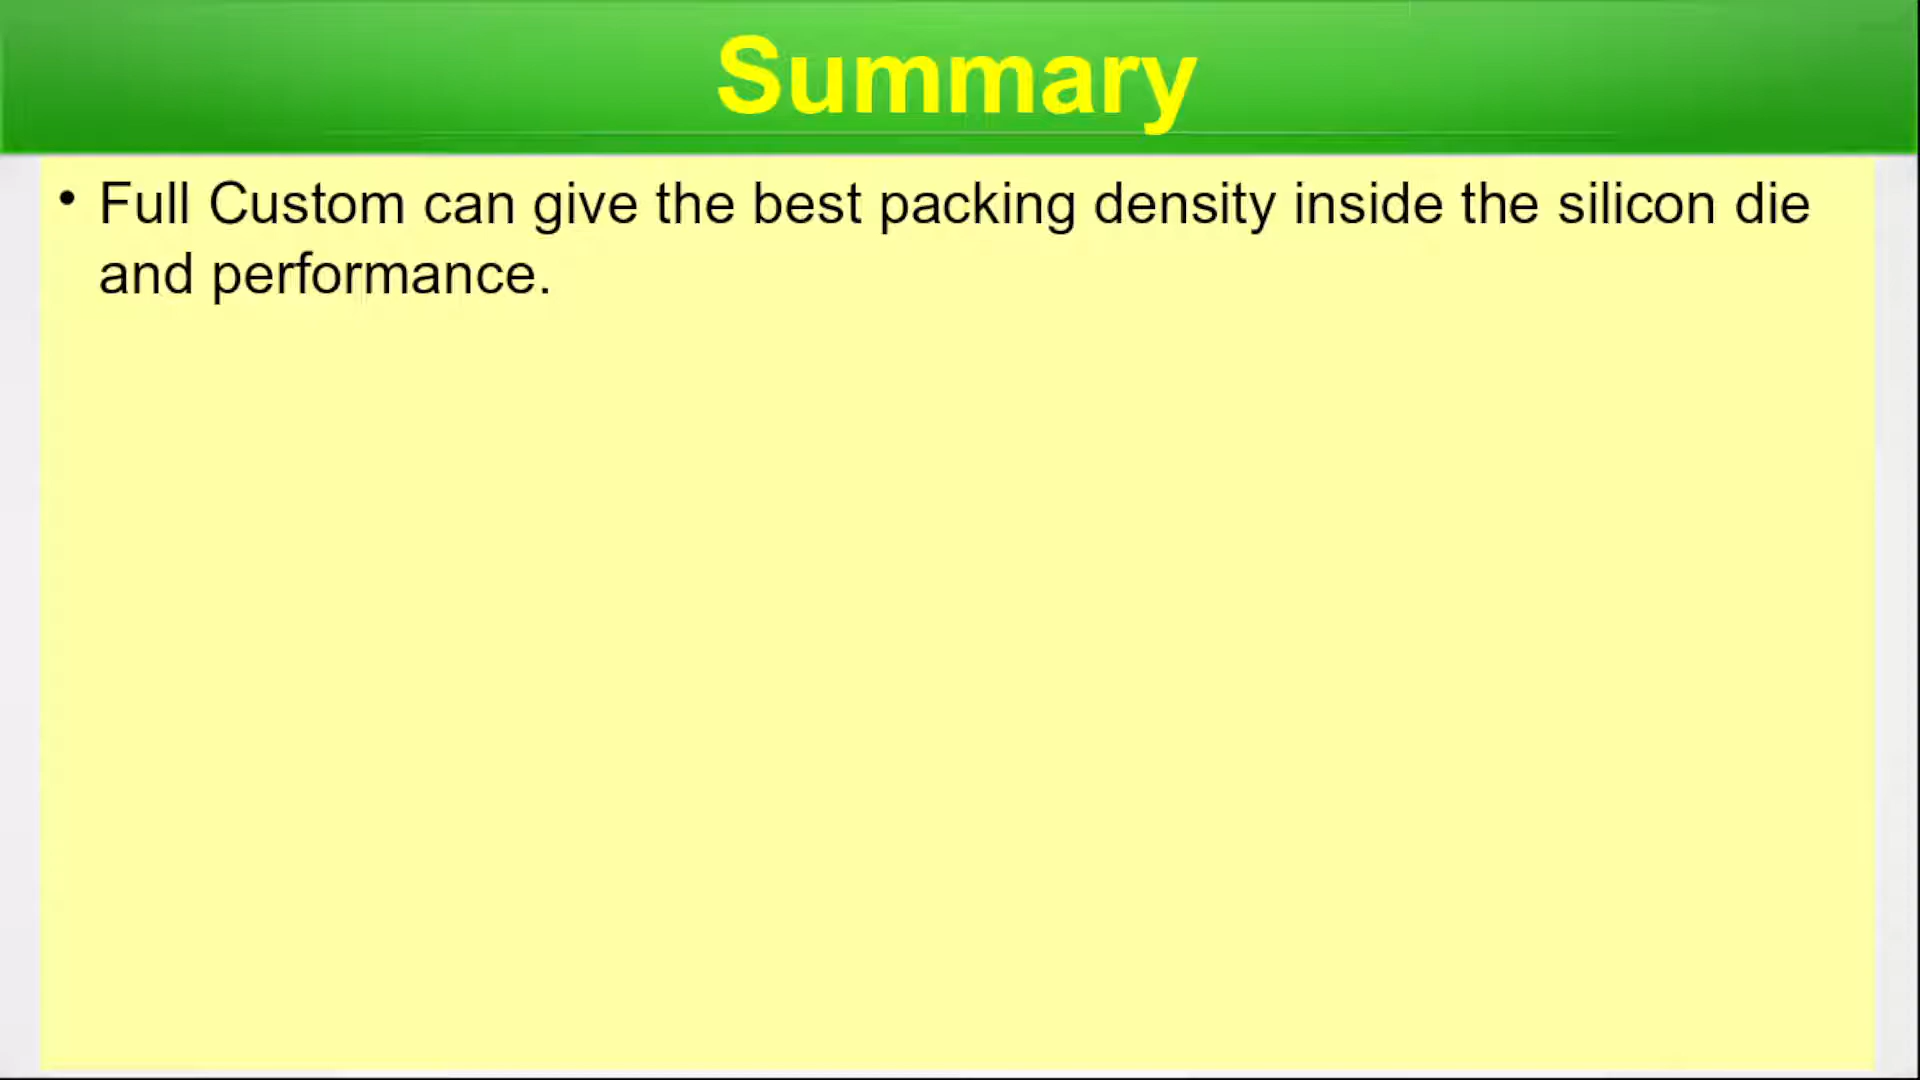 Summary
• Full Custom can give the best packing density inside the silicon die
and performance.